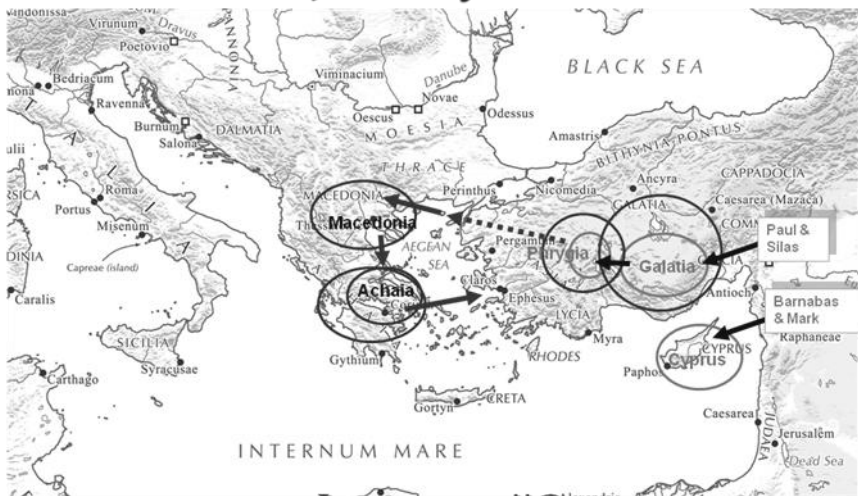 Vindonissa
Virunum
Dravus
Poetovio
PANNONIA
Bedriacum
Ravenna
Burnum
Salona
DALMATIA
Viminacium
Danube
Oescus
Novae
MOESIA
Odessus
BLACK SEA
Amastris
BITHYNIA-PONTUS
THRACE
Perinthus
Nicomedia
Ancyra
CAPPADOCIA
GALATIA
Caesarea (Mazaca)
ITALIA
Roma
Portus
Misenum
Capreae (island)
MACEDONIA
Macedonia
AEGEAN
SEA
Phrygia
Galatia
Paul &
Silas
Claros
Ephesus
Achaia
LYCIA
Myra
Antioch
Barnabas
& Mark
Raphaneae
Caralis
SICILIA
Syracusae
Carthago
Gythium
RHODES
CYPRUS
Cyprus
Paphos
Gortyn
CRETA
Caesarea
JUDAEA
Jerusalem
Dead Sea
INTERNUM MARE